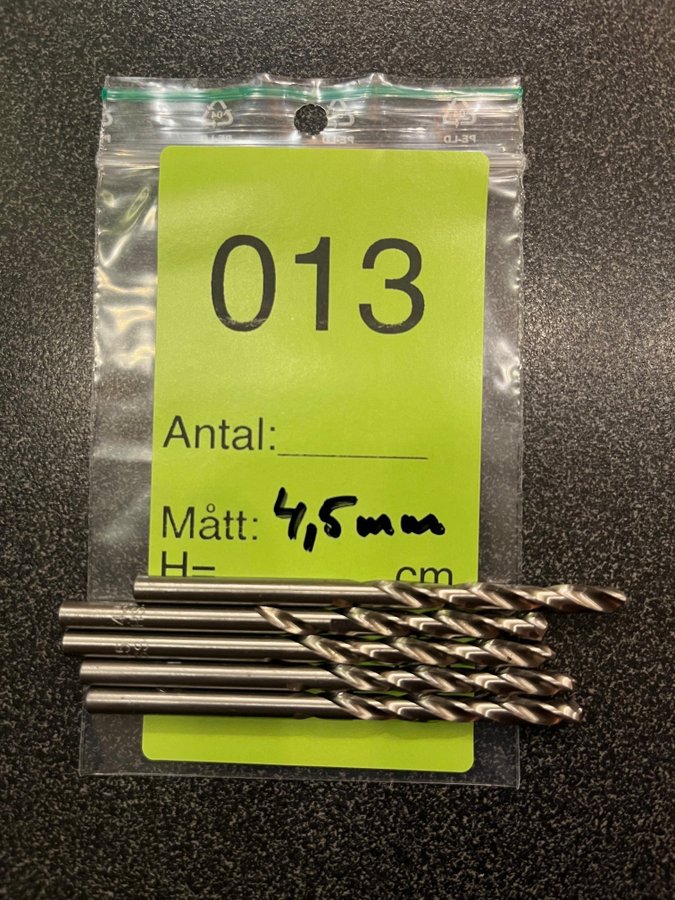 013
Antal:
Mått: 4,5mm
H= cm